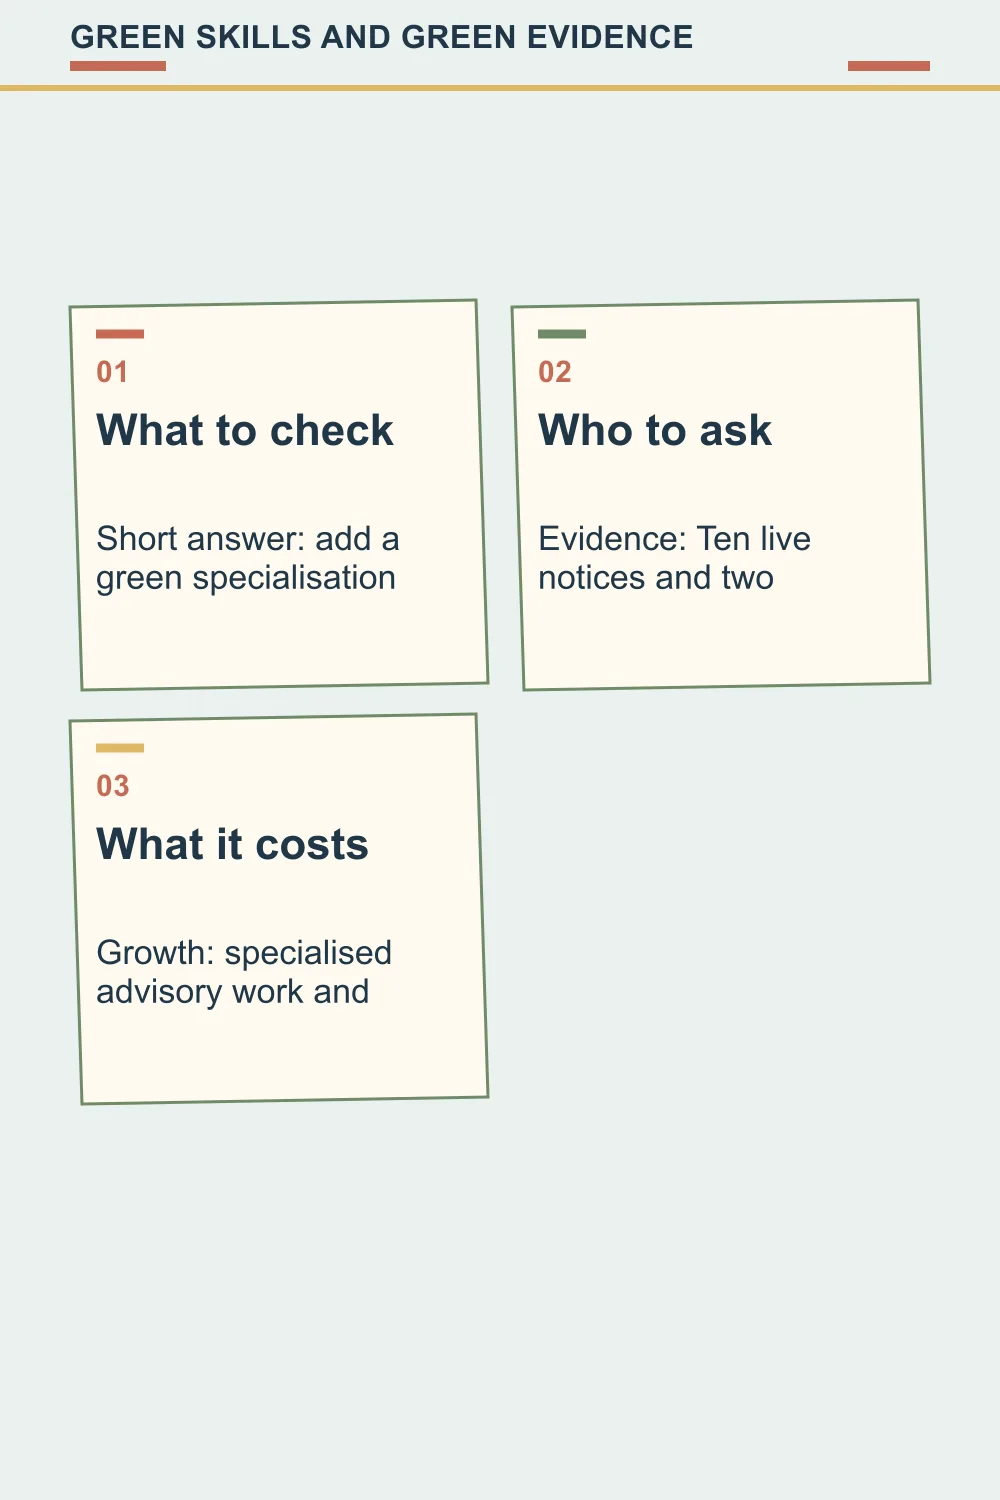 GREEN SKILLS AND GREEN EVIDENCE
01
What to check
Short answer: add a
green specialisation
02
Who to ask
Evidence: Ten live
notices and two
03
What it costs
Growth: specialised
advisory work and